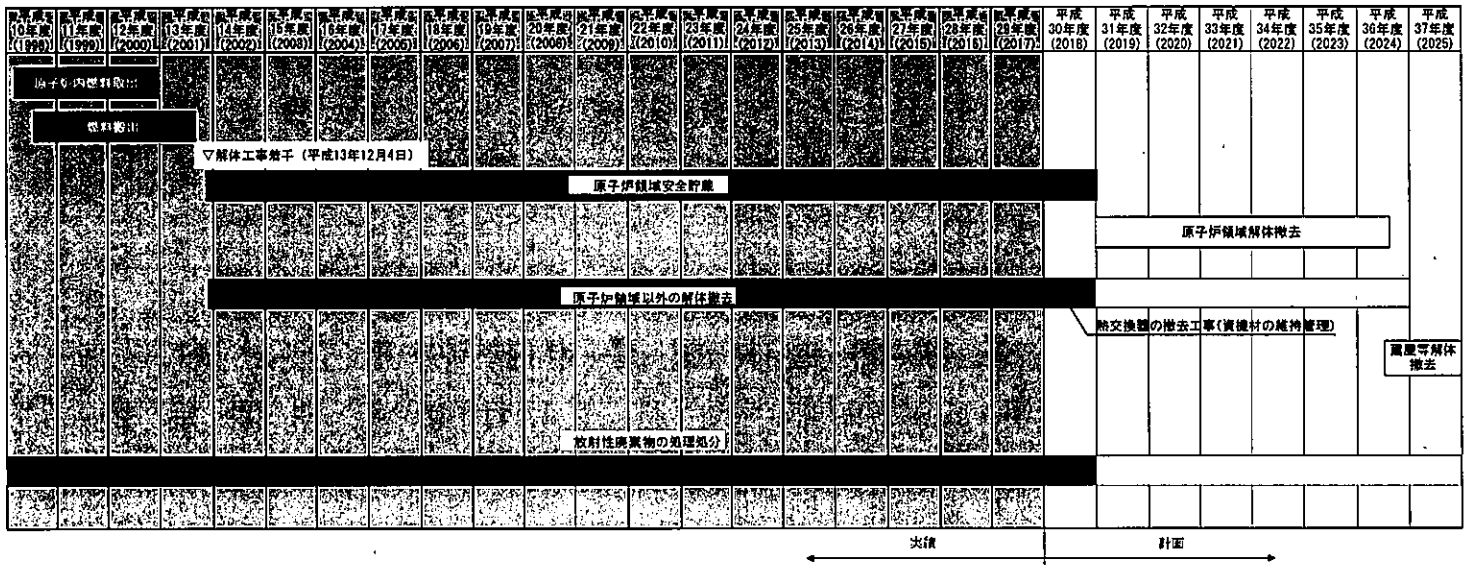 平成 平成 平成 平成 平成 平成 平成 平成 平成 平成 平成 平成 平成 平成 平成 平成 平成 平成 平成 平成 平成 平成 平成 平成 平成 平成 平成 平成
10年度 11年度 12年度 13年度 14年度 15年度 16年度 17年度 18年度 19年度 20年度 21年度 22年度 23年度 24年度 25年度 26年度 27年度 28年度 29年度 30年度 31年度 32年度 33年度 34年度 35年度 36年度 37年度
(1998) (1999) (2000) (2001) (2002) (2003) (2004) (2005) (2006) (2007) (2008) (2009) (2010) (2011) (2012) (2013) (2014) (2015) (2016) (2017) (2018) (2019) (2020) (2021) (2022) (2023) (2024) (2025)
原子炉内燃料取出
燃料搬出
▽解体工事着手（平成13年12月4日）
原子炉領域安全貯蔵
原子炉領域解体撤去
原子炉領域以外の解体撤去
熱交換器の撤去工事(資機材の維持管理)
建屋等解体
撤去
放射性廃棄物の処理処分
実績 計画